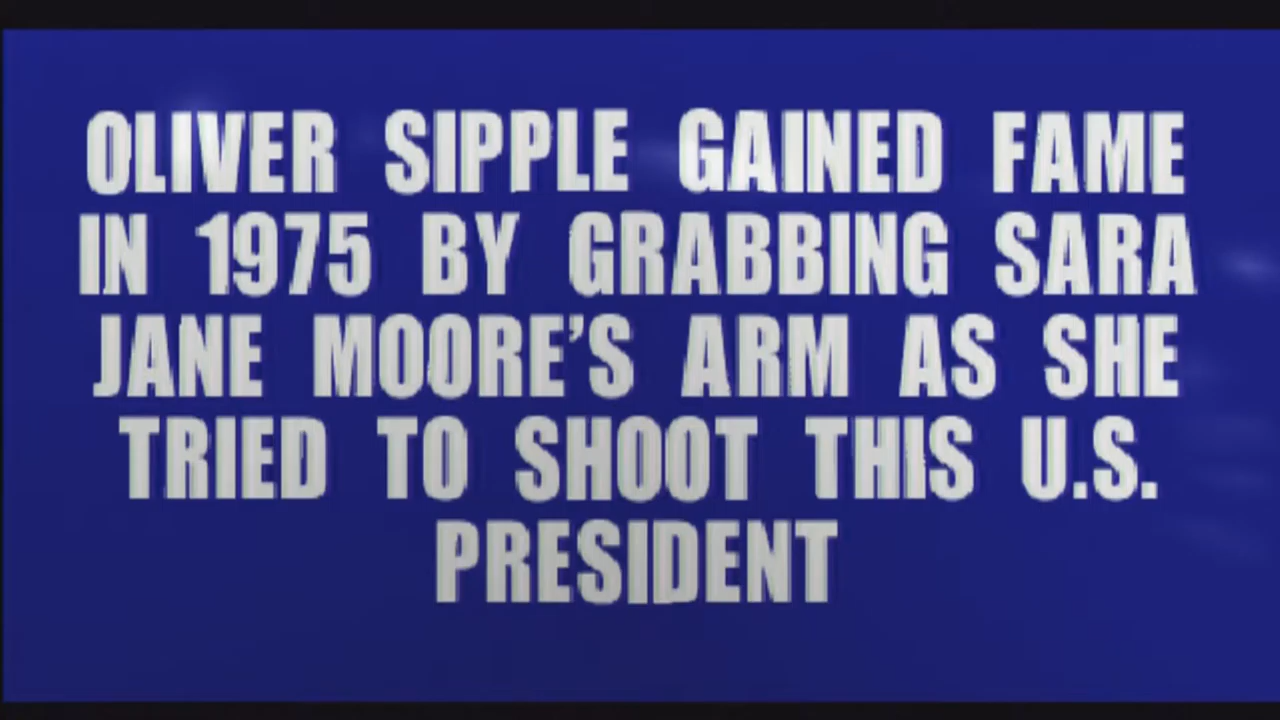 OLIVER SIPPLE GAINED FAME
IN 1975 BY GRABBING SARA
JANE MOORE'S ARM AS SHE
TRIED TO SHOOT THIS U.S.
PRESIDENT